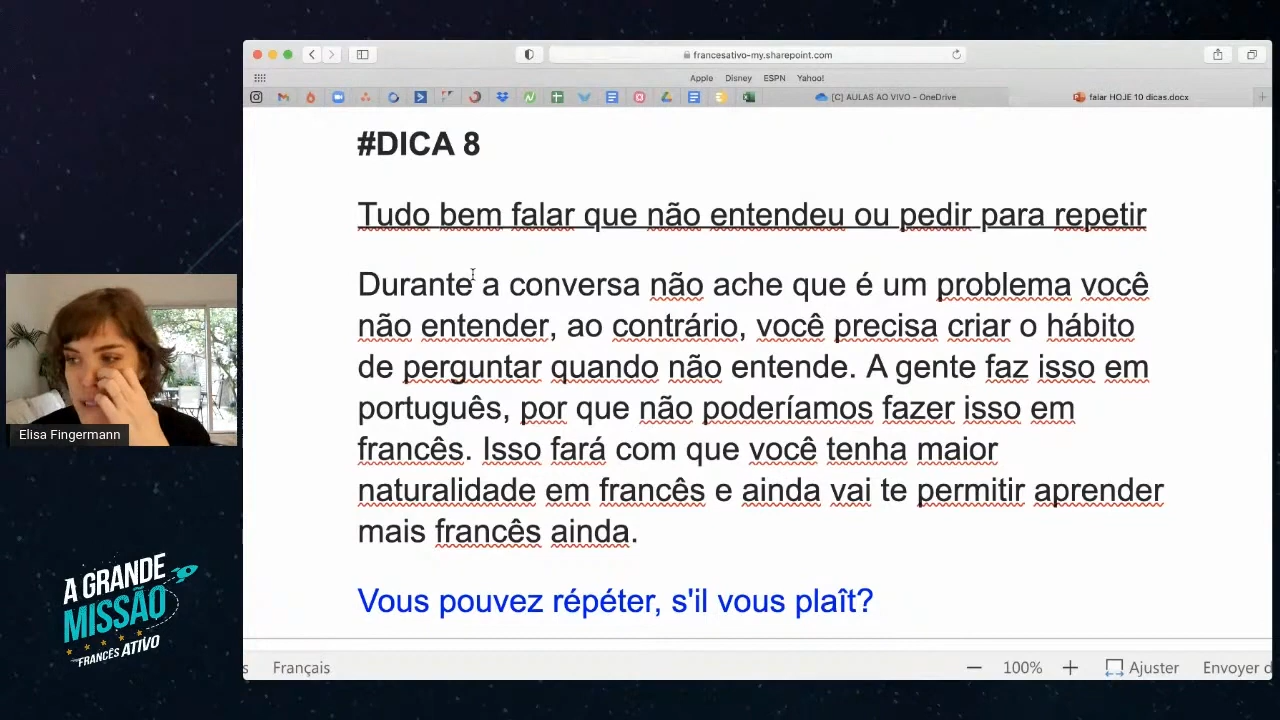 francesativo-my.sharepoint.com
Apple Disney ESPN Yahoo!
[C] AULAS AO VIVO - OneDrive
falar HOJE 10 dicas.docx
#DICA 8
Tudo bem falar que não entendeu ou pedir para repetir
Durante a conversa não ache que é um problema você
não entender, ao contrário, você precisa criar o hábito
de perguntar quando não entende. A gente faz isso em
português, por que não poderíamos fazer isso em
francês. Isso fará com que você tenha maior
naturalidade em francês e ainda vai te permitir aprender
mais francês ainda.
Vous pouvez répéter, s'il vous plaît?
s Français
100% Ajuster Envoyer d
Elisa Fingermann
A GRANDE
MISSÃO
FRANCÊS ATIVO